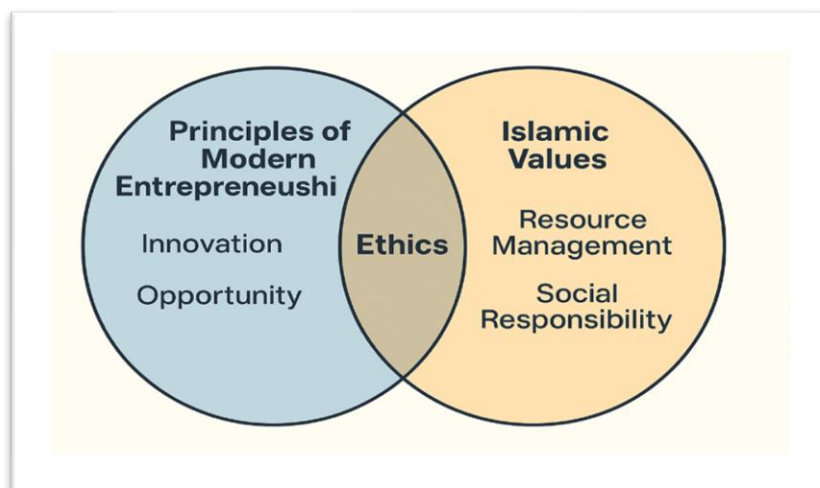 Principles of
Modern
Entrepreneushi
Innovation
Opportunity
Ethics
Islamic
Values
Resource
Management
Social
Responsibility